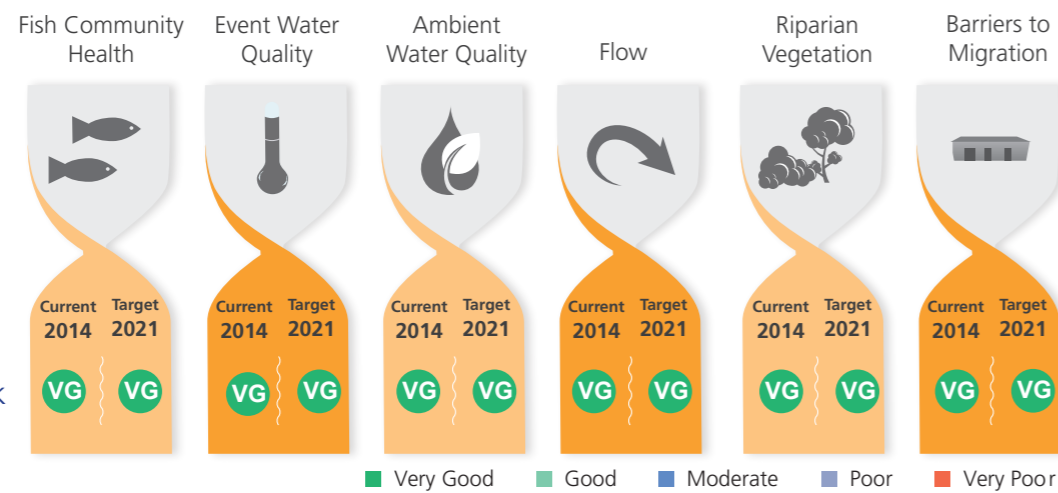 Fish Community
Health
Event Water
Quality
Ambient
Water Quality
Flow
Riparian
Vegetation
Barriers to
Migration
Current Target
2014 2021
VG VG
Current Target
2014 2021
VG VG
Current Target
2014 2021
VG VG
Current Target
2014 2021
VG VG
Current Target
2014 2021
VG VG
Current Target
2014 2021
VG VG
Very Good Good Moderate Poor Very Poor